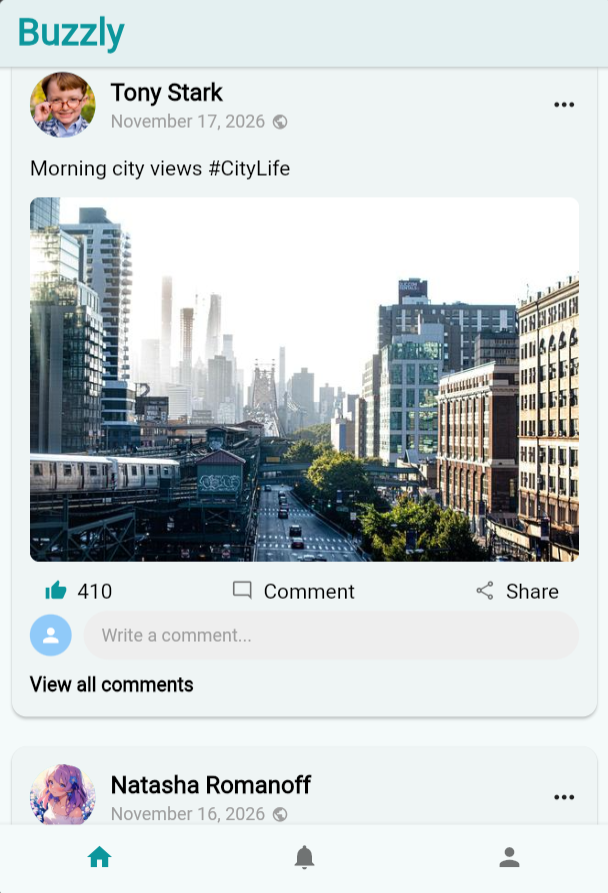 Buzzly
Tony Stark
November 17, 2026
Morning city views #CityLife
410
Comment
Share
Write a comment...
View all comments
Natasha Romanoff
November 16, 2026